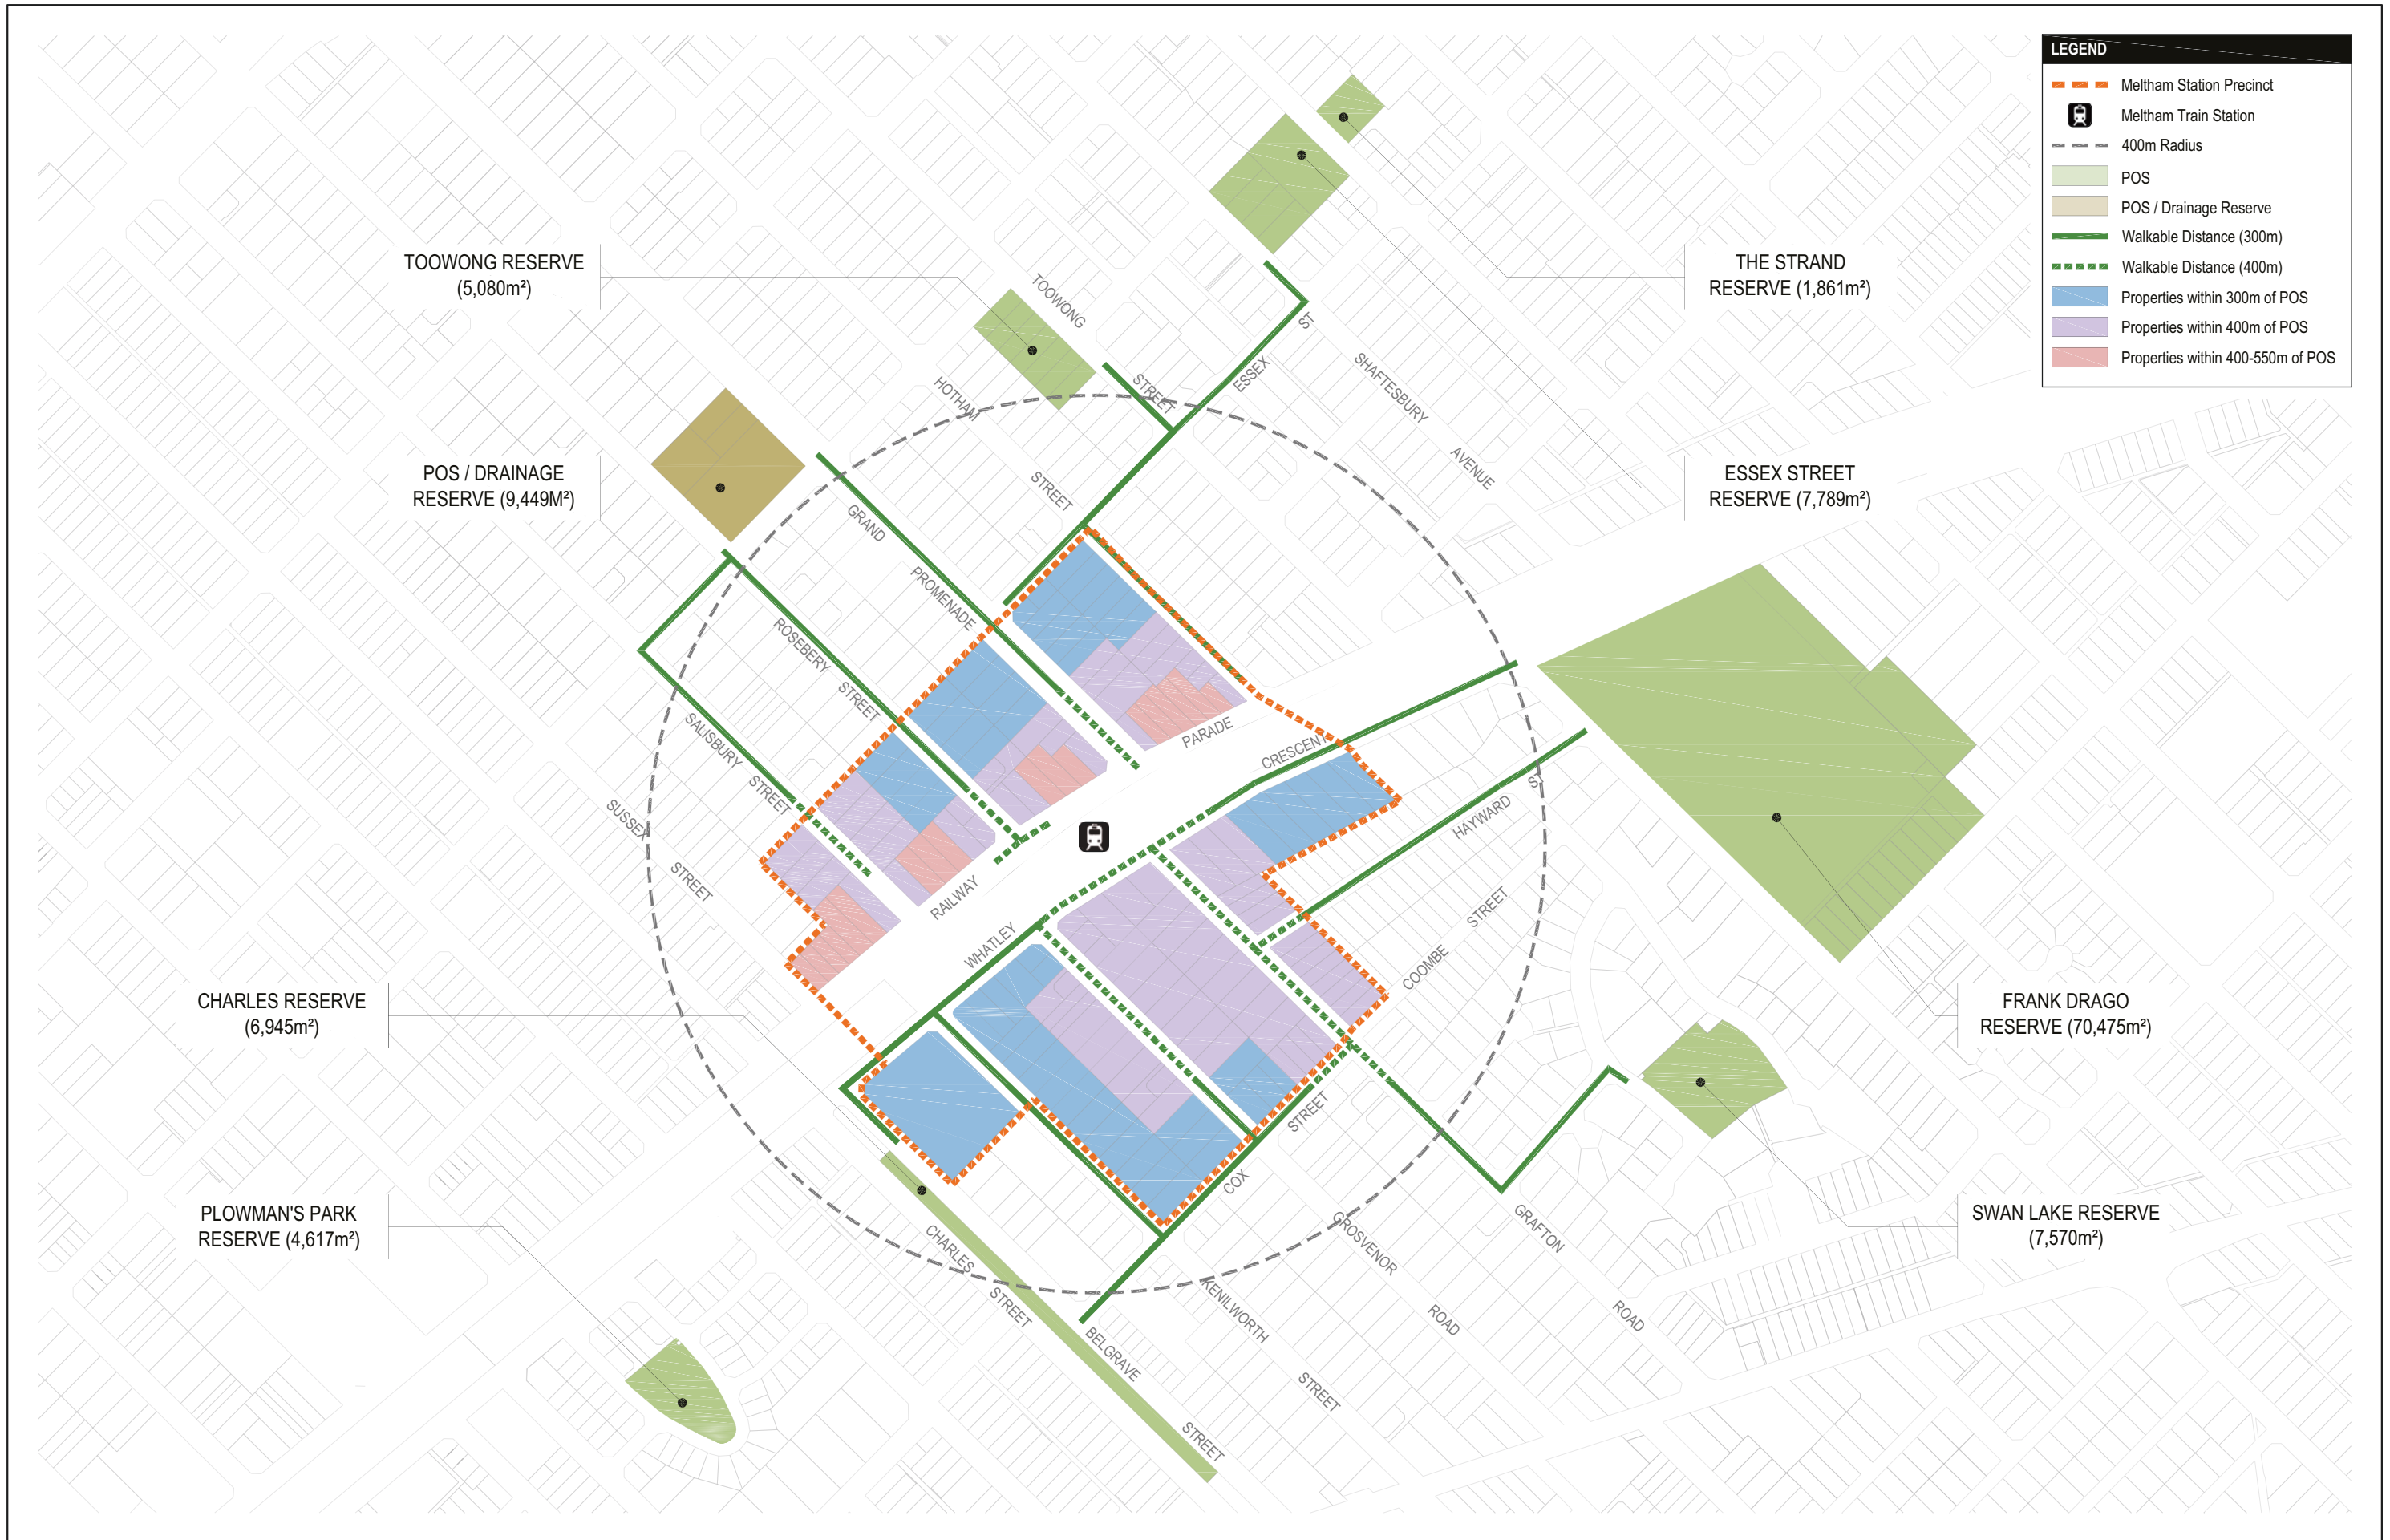 LEGEND
Meltham Station Precinct
Meltham Train Station
400m Radius
POS
POS / Drainage Reserve
Walkable Distance (300m)
Walkable Distance (400m)
Properties within 300m of POS
Properties within 400m of POS
Properties within 400-550m of POS
TOOWONG RESERVE
(5,080m²)
THE STRAND
RESERVE (1,861m²)
POS / DRAINAGE
RESERVE (9,449M²)
ESSEX STREET
RESERVE (7,789m²)
CHARLES RESERVE
(6,945m²)
FRANK DRAGO
RESERVE (70,475m²)
PLOWMAN'S PARK
RESERVE (4,617m²)
SWAN LAKE RESERVE
(7,570m²)
TOOWONG
STREET
ESSEX
ST
SHAFTESBURY
AVENUE
HOTHAM
STREET
GRAND
PROMENADE
ROSEBERY
STREET
SALISBURY
STREET
SUSSEX
STREET
RAILWAY
PARADE
WHATLEY
CRESCENT
HAYWARD
ST
COOMBE
STREET
COX
STREET
CHARLES
STREET
BELGRAVE
STREET
KENILWORTH
STREET
GROSVENOR
ROAD
GRAFTON
ROAD